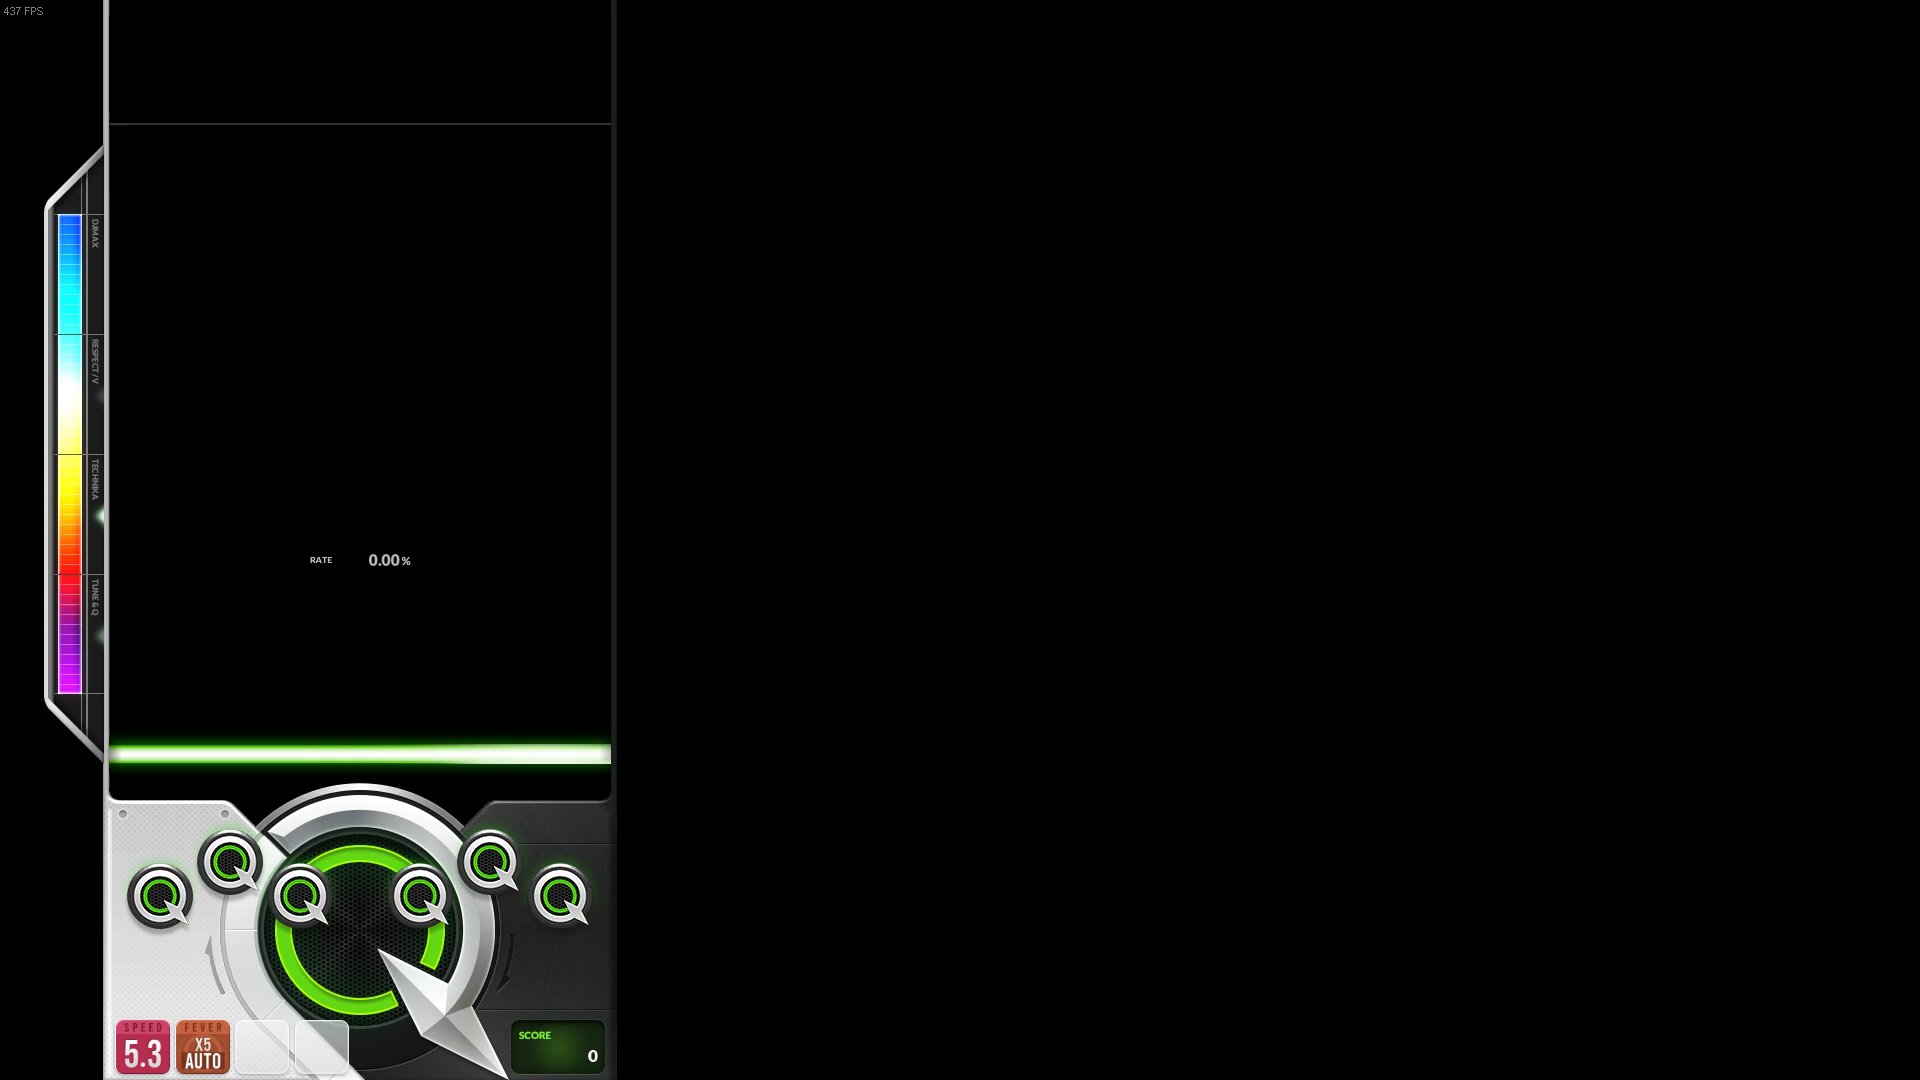 437 FPS
DJMAX
RESPECT/V
TECHNIKA
TUNE&Q
RATE 0.00%
SPEED
5.3
FEVER
X5
AUTO
SCORE
0